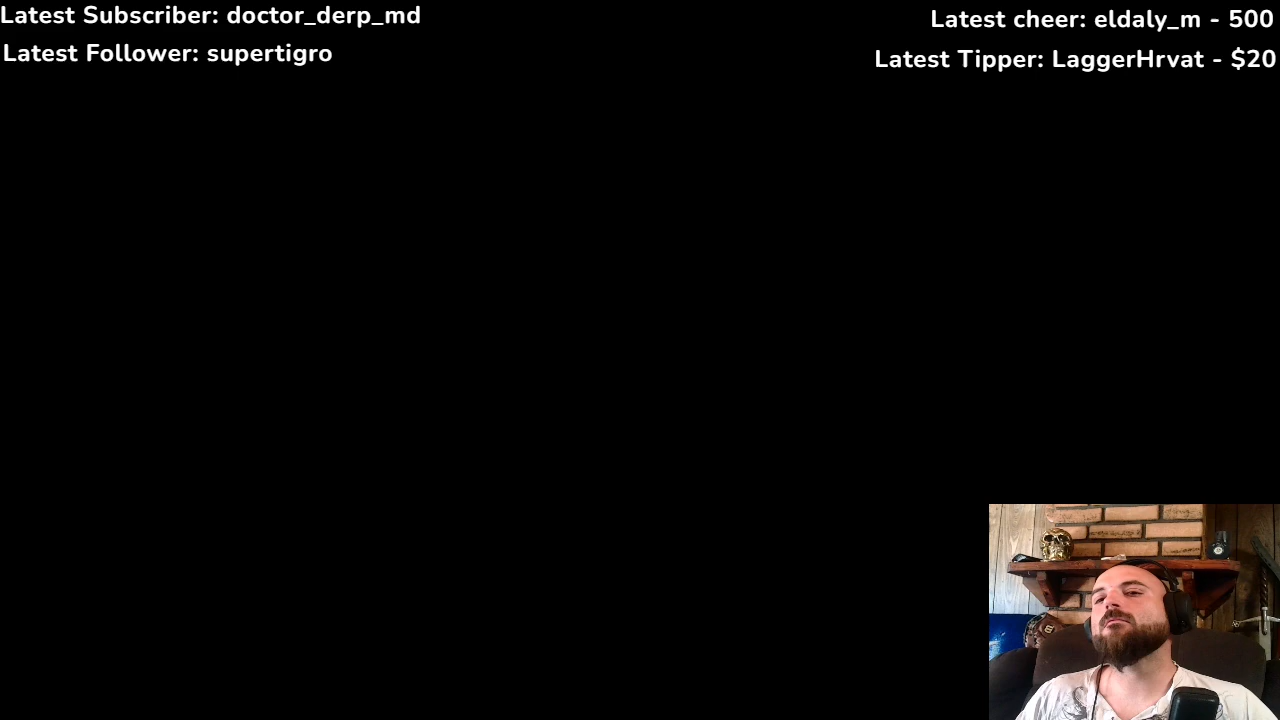 Latest Subscriber: doctor_derp_md
Latest cheer: eldaly_m - 500
Latest Follower: supertigro
Latest Tipper: LaggerHrvat - $20